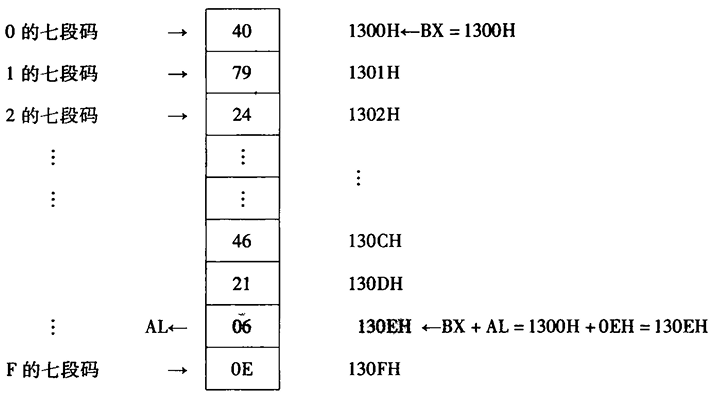 0 的七段码 → 40 1300H←BX = 1300H
1 的七段码 → 79 1301H
2 的七段码 → 24 1302H
⋮ ⋮ ⋮
⋮ ⋮
46 130CH
21 130DH
⋮ AL← 06 130EH ←BX + AL = 1300H + 0EH = 130EH
F 的七段码 → 0E 130FH